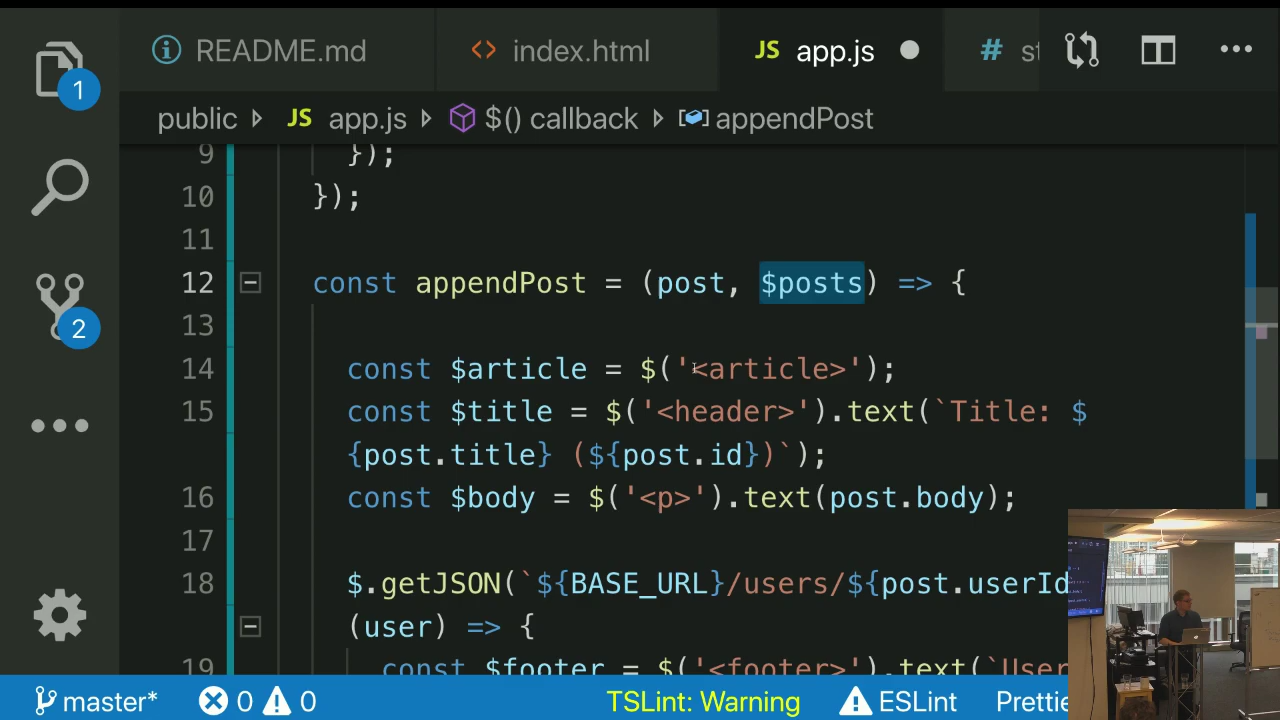 README.md index.html JS app.js # st
1
public JS app.js $() callback appendPost
9 });
10 });
11
12 const appendPost = (post, $posts) => {
13
14 const $article = $('<article>');
15 const $title = $('<header>').text(`Title: $
{post.title} (${post.id})`);
16 const $body = $('<p>').text(post.body);
17
18 $.getJSON(`${BASE_URL}/users/${post.userId
(user) => {
19 const $footer = $('<footer>').text(`User
2
master* 0 0 TSLint: Warning ESLint Prettie